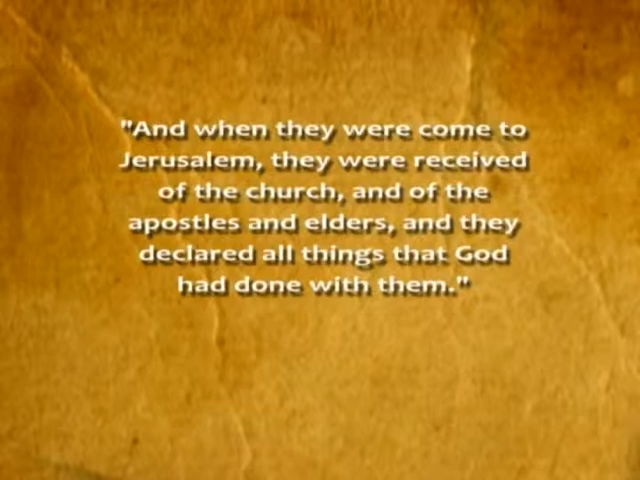 "And when they were come to
Jerusalem, they were received
of the church, and of the
apostles and elders, and they
declared all things that God
had done with them."